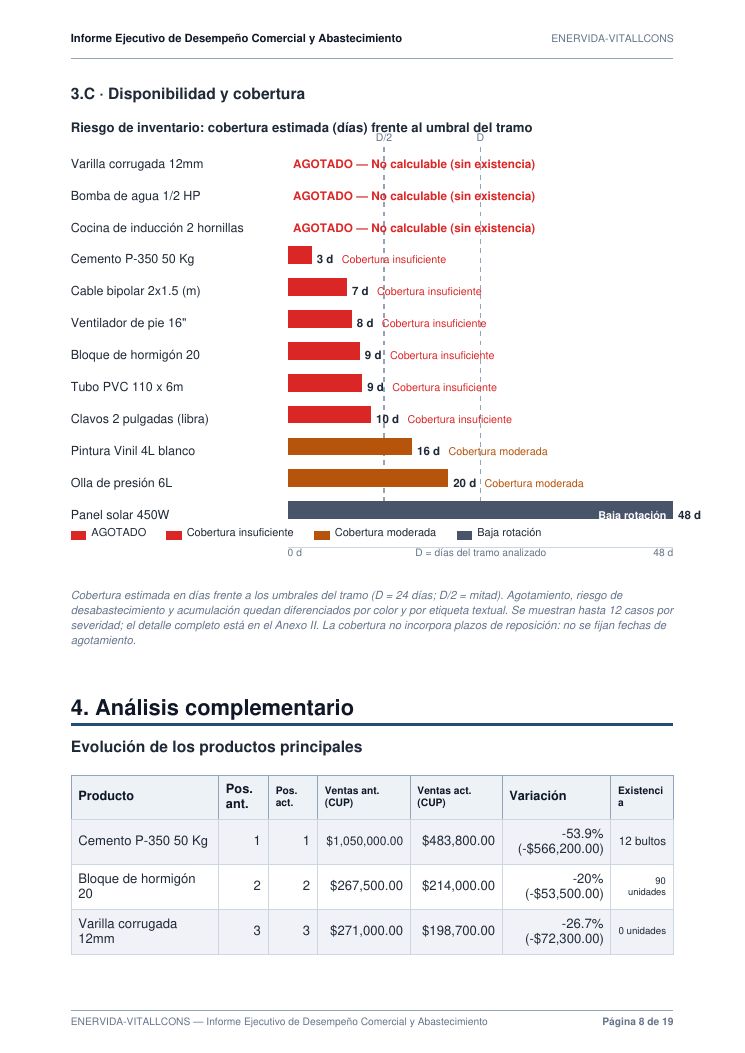 Informe Ejecutivo de Desempeño Comercial y Abastecimiento ENERVIDA-VITALLCONS
3.C · Disponibilidad y cobertura
Riesgo de inventario: cobertura estimada (días) frente al umbral del tramo
D/2 D
Varilla corrugada 12mm AGOTADO — No calculable (sin existencia)
Bomba de agua 1/2 HP AGOTADO — No calculable (sin existencia)
Cocina de inducción 2 hornillas AGOTADO — No calculable (sin existencia)
Cemento P-350 50 Kg 3 d Cobertura insuficiente
Cable bipolar 2x1.5 (m) 7 d Cobertura insuficiente
Ventilador de pie 16" 8 d Cobertura insuficiente
Bloque de hormigón 20 9 d Cobertura insuficiente
Tubo PVC 110 x 6m 9 d Cobertura insuficiente
Clavos 2 pulgadas (libra) 10 d Cobertura insuficiente
Pintura Vinil 4L blanco 16 d Cobertura moderada
Olla de presión 6L 20 d Cobertura moderada
Panel solar 450W Baja rotación 48 d
AGOTADO Cobertura insuficiente Cobertura moderada Baja rotación
0 d D = días del tramo analizado 48 d
Cobertura estimada en días frente a los umbrales del tramo (D = 24 días; D/2 = mitad). Agotamiento, riesgo de
desabastecimiento y acumulación quedan diferenciados por color y por etiqueta textual. Se muestran hasta 12 casos por
severidad; el detalle completo está en el Anexo II. La cobertura no incorpora plazos de reposición: no se fijan fechas de
agotamiento.
4. Análisis complementario
Evolución de los productos principales
Producto Pos. ant. Pos. act. Ventas ant. (CUP) Ventas act. (CUP) Variación Existenci a
Cemento P-350 50 Kg 1 1 $1,050,000.00 $483,800.00 -53.9% (-$566,200.00) 12 bultos
Bloque de hormigón 20 2 2 $267,500.00 $214,000.00 -20% (-$53,500.00) 90 unidades
Varilla corrugada 12mm 3 3 $271,000.00 $198,700.00 -26.7% (-$72,300.00) 0 unidades
ENERVIDA-VITALLCONS — Informe Ejecutivo de Desempeño Comercial y Abastecimiento Página 8 de 19